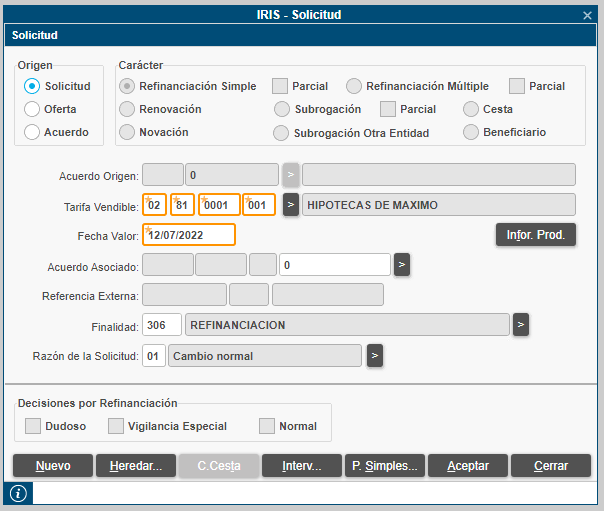 IRIS - Solicitud
Solicitud
Origen Carácter
Solicitud Refinanciación Simple Parcial Refinanciación Múltiple Parcial
Oferta Renovación Subrogación Parcial Cesta
Acuerdo Novación Subrogación Otra Entidad Beneficiario
Acuerdo Origen: 0 >
Tarifa Vendible: 02 81 0001 001 > HIPOTECAS DE MAXIMO
Fecha Valor: 12/07/2022 Infor. Prod.
Acuerdo Asociado: 0 >
Referencia Externa:
Finalidad: 306 REFINANCIACION >
Razón de la Solicitud: 01 Cambio normal >
Decisiones por Refinanciación
Dudoso Vigilancia Especial Normal
Nuevo Heredar... C.Cesta Interv... P. Simples... Aceptar Cerrar